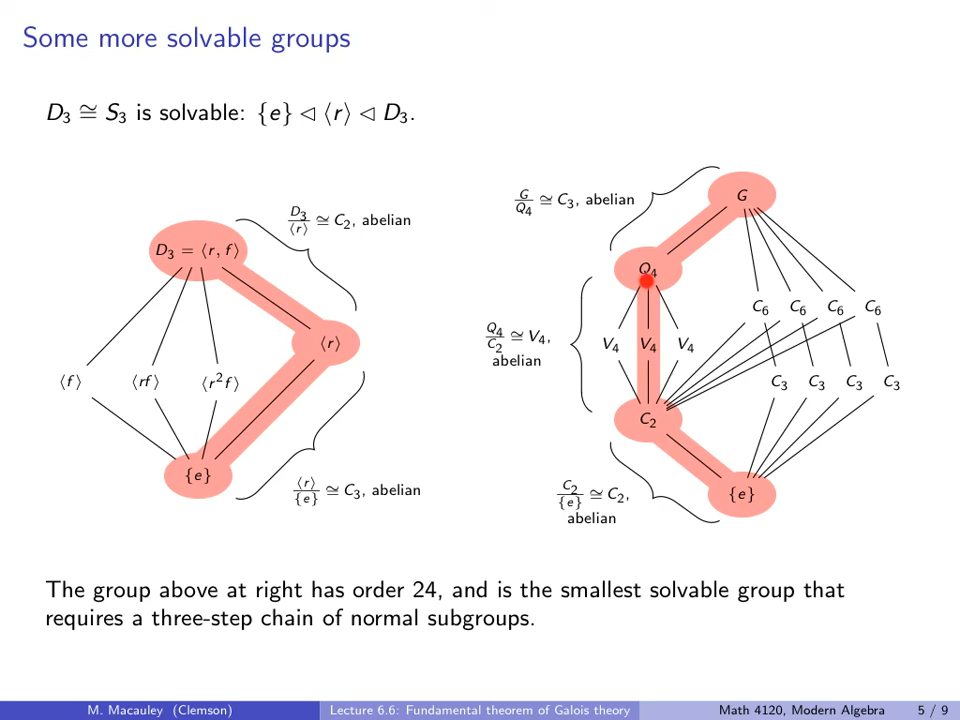 Some more solvable groups
D₃ ≅ S₃ is solvable: {e} ◁ ⟨r⟩ ◁ D₃.
D₃ = ⟨r, f⟩
⟨r⟩
⟨f⟩ ⟨rf⟩ ⟨r²f⟩
{e}
D₃/⟨r⟩ ≅ C₂, abelian
⟨r⟩/{e} ≅ C₃, abelian
G
Q₄
C₆ C₆ C₆ C₆
V₄ V₄ V₄
C₃ C₃ C₃ C₃
C₂
{e}
G/Q₄ ≅ C₃, abelian
Q₄/C₂ ≅ V₄,
abelian
C₂/{e} ≅ C₂,
abelian
The group above at right has order 24, and is the smallest solvable group that
requires a three-step chain of normal subgroups.
M. Macauley (Clemson) Lecture 6.6: Fundamental theorem of Galois theory Math 4120, Modern Algebra 5 / 9